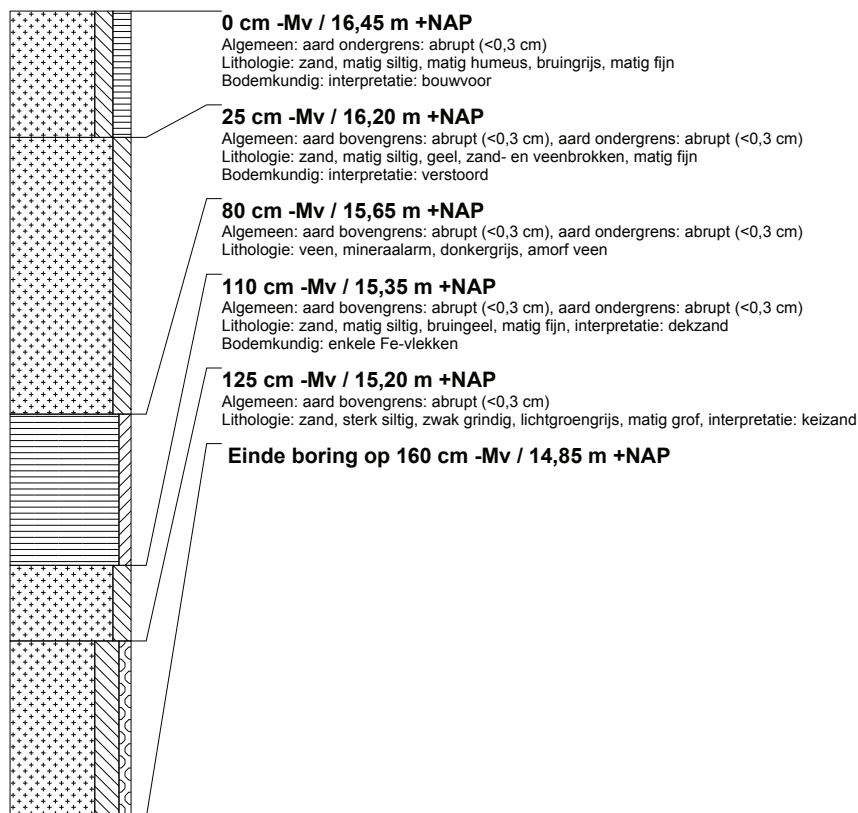 0 cm -Mv / 16,45 m +NAP
Algemeen: aard ondergrens: abrupt (<0,3 cm)
Lithologie: zand, matig siltig, matig humeus, bruingrijs, matig fijn
Bodemkundig: interpretatie: bouwvoor
25 cm -Mv / 16,20 m +NAP
Algemeen: aard bovengrens: abrupt (<0,3 cm), aard ondergrens: abrupt (<0,3 cm)
Lithologie: zand, matig siltig, geel, zand- en veenbrokken, matig fijn
Bodemkundig: interpretatie: verstoord
80 cm -Mv / 15,65 m +NAP
Algemeen: aard bovengrens: abrupt (<0,3 cm), aard ondergrens: abrupt (<0,3 cm)
Lithologie: veen, mineraalarm, donkergrijs, amorf veen
110 cm -Mv / 15,35 m +NAP
Algemeen: aard bovengrens: abrupt (<0,3 cm), aard ondergrens: abrupt (<0,3 cm)
Lithologie: zand, matig siltig, bruingeel, matig fijn, interpretatie: dekzand
Bodemkundig: enkele Fe-vlekken
125 cm -Mv / 15,20 m +NAP
Algemeen: aard bovengrens: abrupt (<0,3 cm)
Lithologie: zand, sterk siltig, zwak grindig, lichtgroengrijs, matig grof, interpretatie: keizand
Einde boring op 160 cm -Mv / 14,85 m +NAP